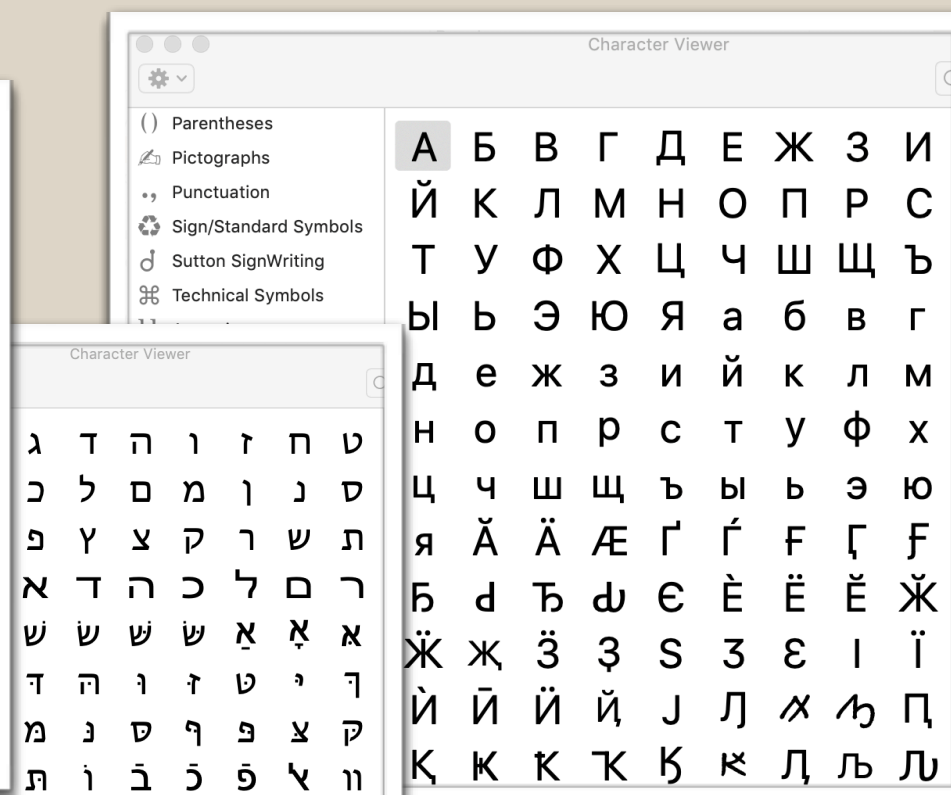 Character Viewer
Parentheses
Pictographs
Punctuation
Sign/Standard Symbols
Sutton SignWriting
Technical Symbols
А Б В Г Д Е Ж З И
Й К Л М Н О П Р С
Т У Ф Х Ц Ч Ш Щ Ъ
Ы Ь Э Ю Я а б в г
д е ж з и й к л м
н о п р с т у ф х
ц ч ш щ ъ ы ь э ю
я Ӑ Ӓ Ӕ Ґ Ѓ Ғ Ӷ Ӻ
Ҕ Ԁ Ђ Ԃ Є Ѐ Ё Ӗ Ӂ
Ӝ Җ Ӟ Ҙ Ѕ Ӡ Ԑ І Ї
Ѝ Ӣ Ӥ Ҋ Ј Ԓ Ԕ Ԡ Ԥ
Қ Ҝ Ҟ Ҡ Ӄ Ԟ Ԯ Љ Ԉ
Character Viewer
ג ד ה ו ז ח ט
כ ל ם מ ן נ ס
פ ץ צ ק ר ש ת
ﬡ ﬢ ﬣ ﬤ ﬥ ﬦ ﬧ
שׁ שׂ שּׁ שּׂ אַ אָ אּ
דּ הּ וּ זּ טּ יּ ךּ
מּ נּ סּ ףּ פּ צּ קּ
תּ וֹ בֿ כֿ פֿ ﭏ װ